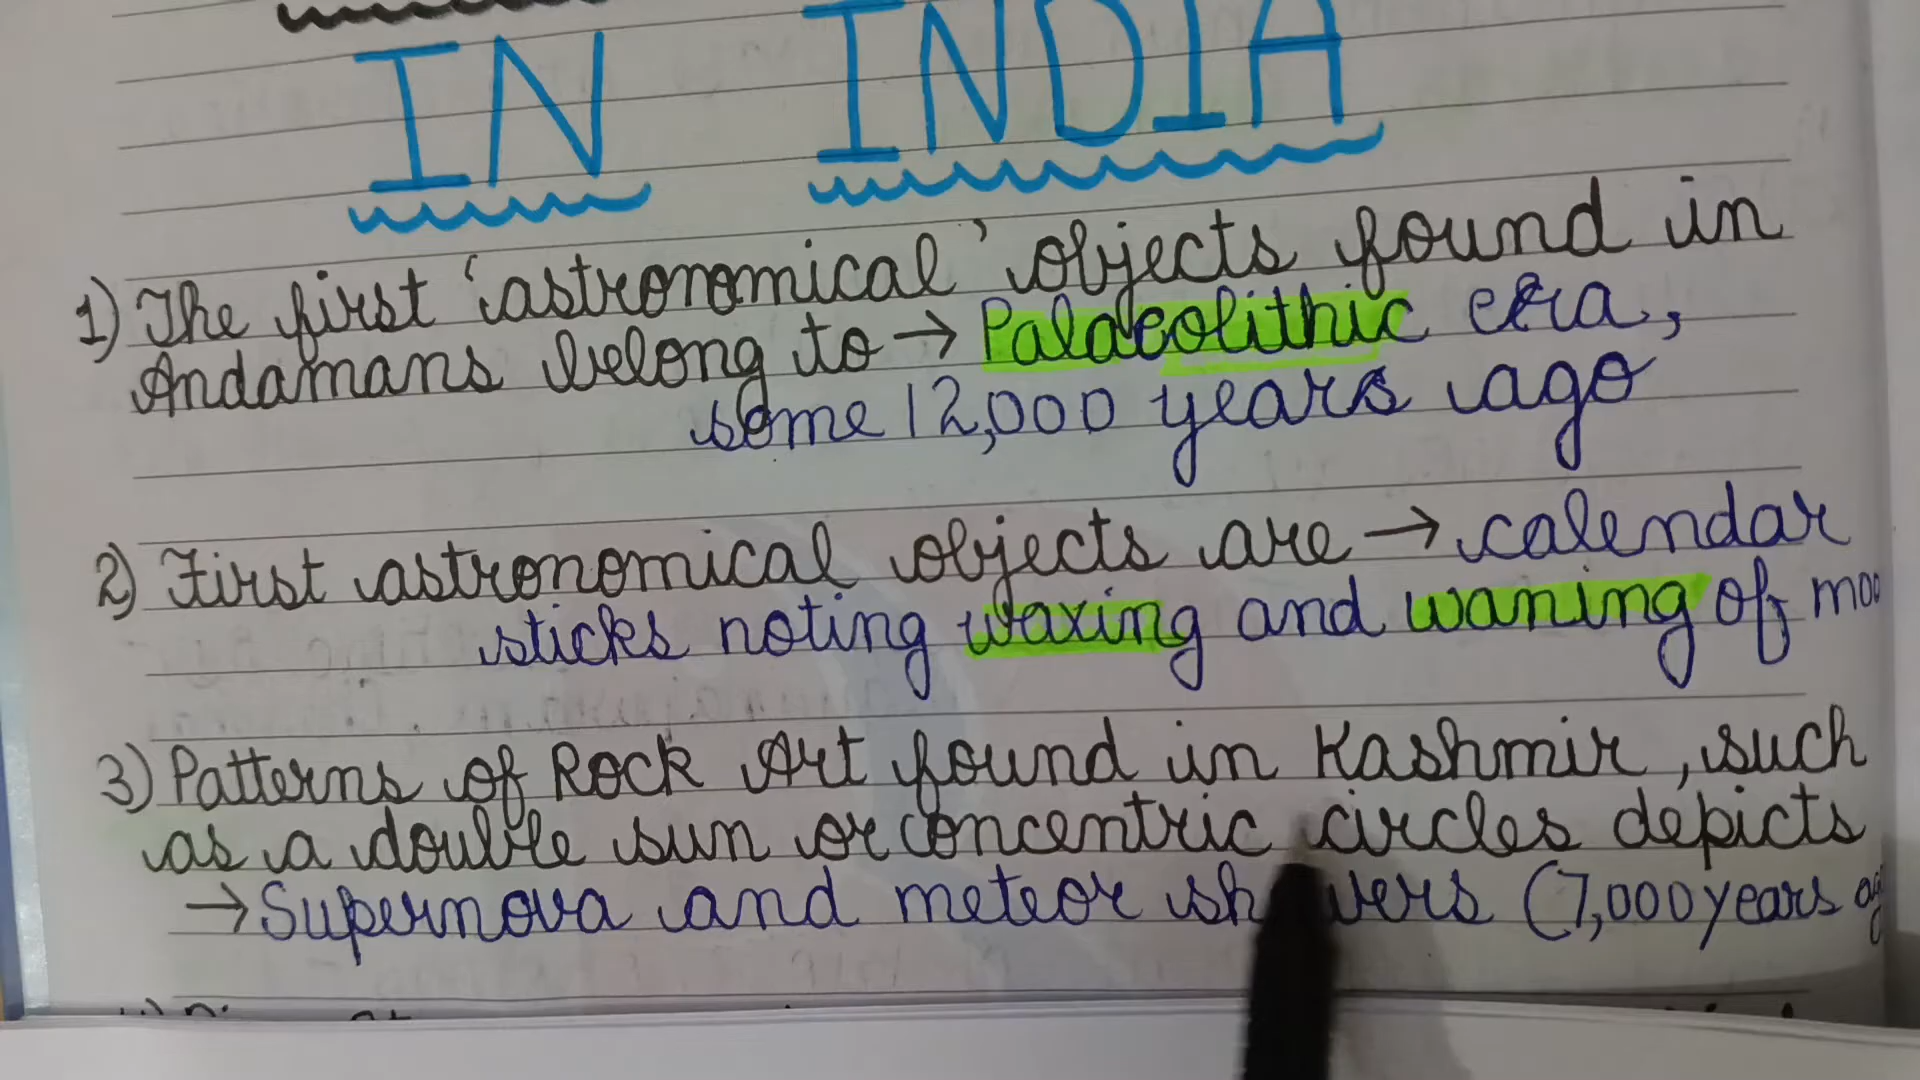 IN INDIA
1) The first 'astronomical' objects found in
Andamans belong to → Palaeolithic era,
some 12,000 years ago
2) First astronomical objects are → calendar
sticks noting waxing and waning of moo
3) Patterns of Rock Art found in Kashmir, such
as a double sun or concentric circles depicts
→ Supernova and meteor (7,000 years